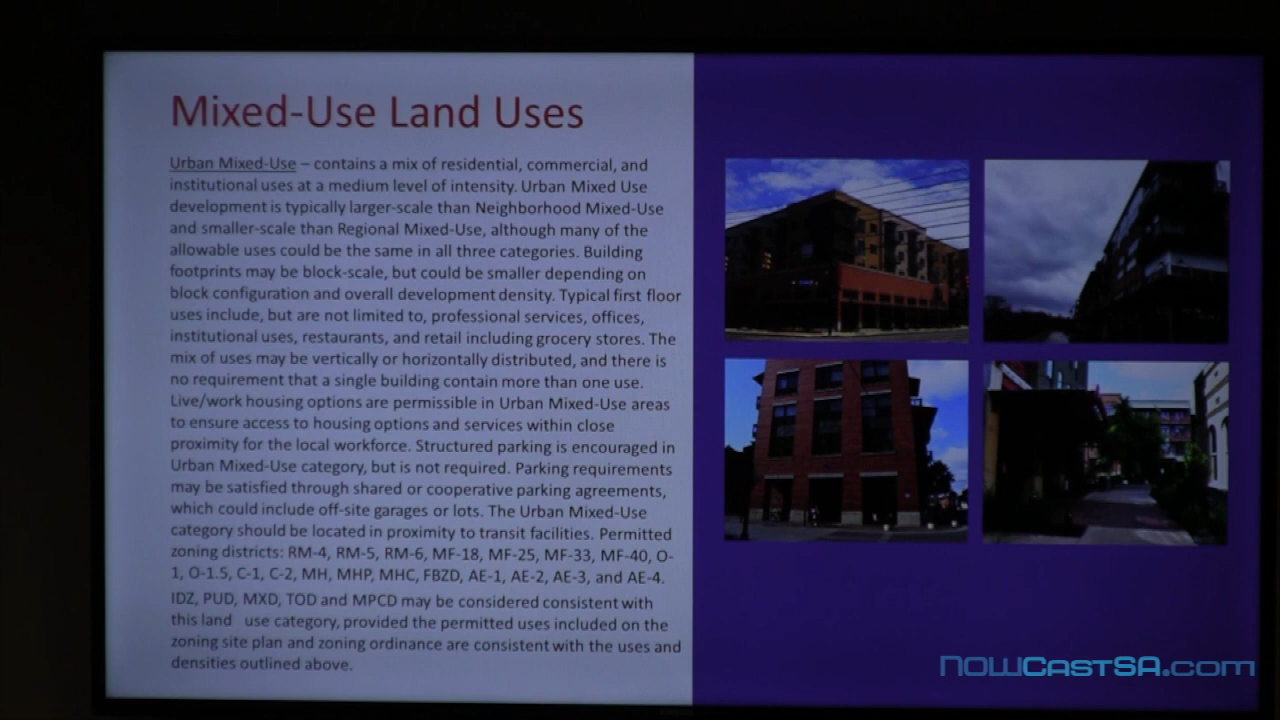 Mixed-Use Land Uses
Urban Mixed-Use – contains a mix of residential, commercial, and
institutional uses at a medium level of intensity. Urban Mixed Use
development is typically larger-scale than Neighborhood Mixed-Use
and smaller-scale than Regional Mixed-Use, although many of the
allowable uses could be the same in all three categories. Building
footprints may be block-scale, but could be smaller depending on
block configuration and overall development density. Typical first floor
uses include, but are not limited to, professional services, offices,
institutional uses, restaurants, and retail including grocery stores. The
mix of uses may be vertically or horizontally distributed, and there is
no requirement that a single building contain more than one use.
Live/work housing options are permissible in Urban Mixed-Use areas
to ensure access to housing options and services within close
proximity for the local workforce. Structured parking is encouraged in
Urban Mixed-Use category, but is not required. Parking requirements
may be satisfied through shared or cooperative parking agreements,
which could include off-site garages or lots. The Urban Mixed-Use
category should be located in proximity to transit facilities. Permitted
zoning districts: RM-4, RM-5, RM-6, MF-18, MF-25, MF-33, MF-40, O-
1, O-1.5, C-1, C-2, MH, MHP, MHC, FBZD, AE-1, AE-2, AE-3, and AE-4.
IDZ, PUD, MXD, TOD and MPCD may be considered consistent with
this land use category, provided the permitted uses included on the
zoning site plan and zoning ordinance are consistent with the uses and
densities outlined above.
NOWCASTSA.com